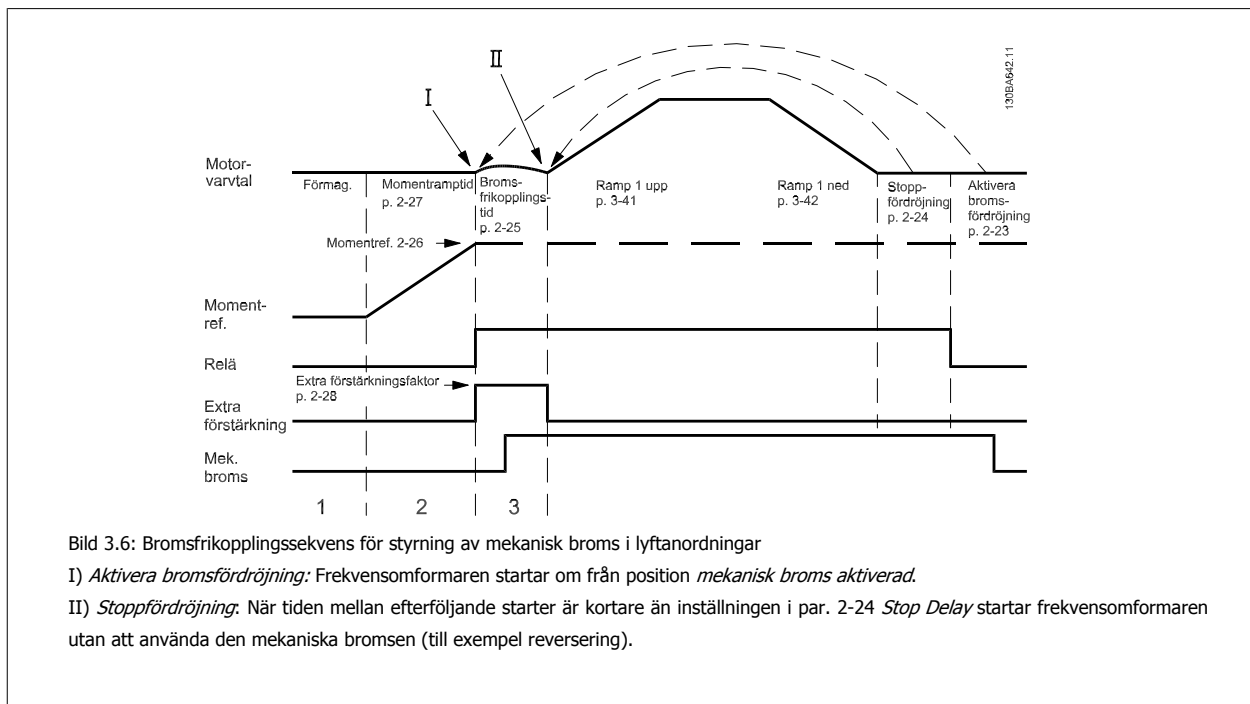 II
I
130BA642.11
Motor-
varvtal
Förmag.
Momentramptid
p. 2-27
Broms-
frikopplings-
tid
p. 2-25
Ramp 1 upp
p. 3-41
Ramp 1 ned
p. 3-42
Stopp-
fördröjning
p. 2-24
Aktivera
broms-
fördröjning
p. 2-23
Momentref. 2-26
Moment-
ref.
Relä
Extra förstärkningsfaktor
p. 2-28
Extra
förstärkning
Mek.
broms
1 2 3
Bild 3.6: Bromsfrikopplingssekvens för styrning av mekanisk broms i lyftanordningar
I) Aktivera bromsfördröjning: Frekvensomformaren startar om från position mekanisk broms aktiverad.
II) Stoppfördröjning: När tiden mellan efterföljande starter är kortare än inställningen i par. 2-24 Stop Delay startar frekvensomformaren
utan att använda den mekaniska bromsen (till exempel reversering).